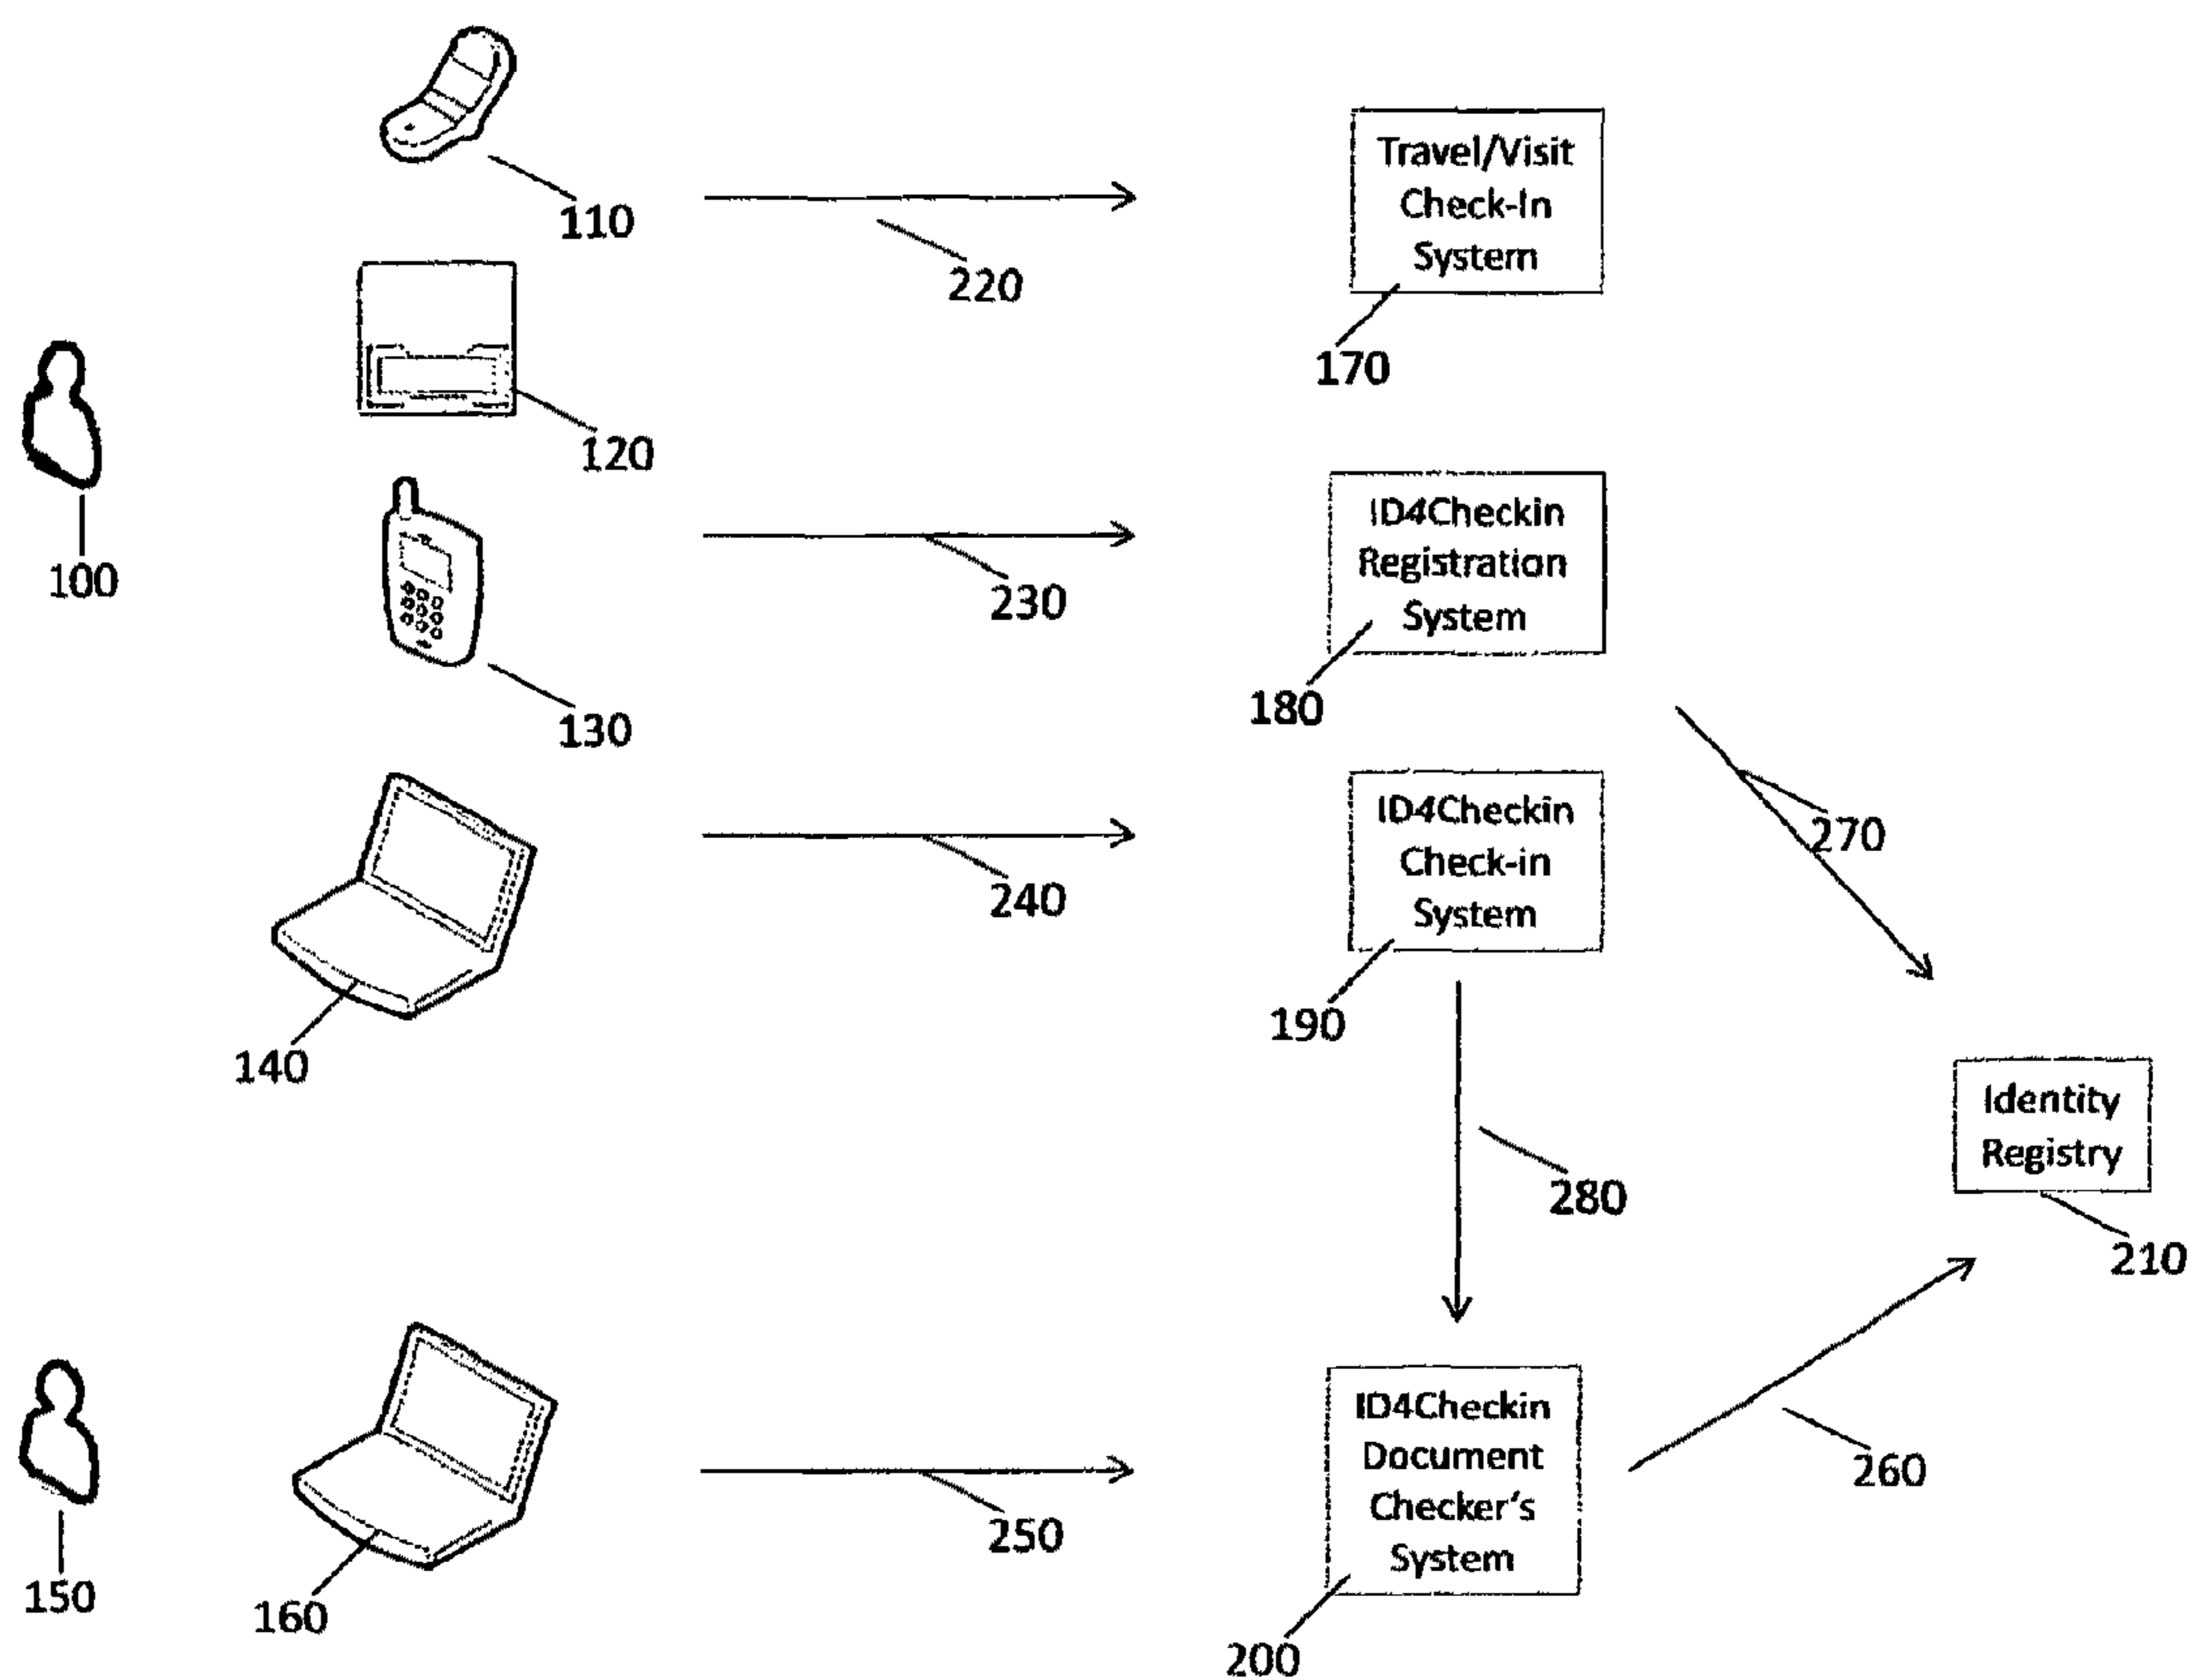 110
220
Travel/Visit
Check-In
System
170
120
100
130
230
ID4Checkin
Registration
System
180
140
240
ID4Checkin
Check-in
System
190
270
280
Identity
Registry
210
150
160
250
ID4Checkin
Document
Checker's
System
200
260